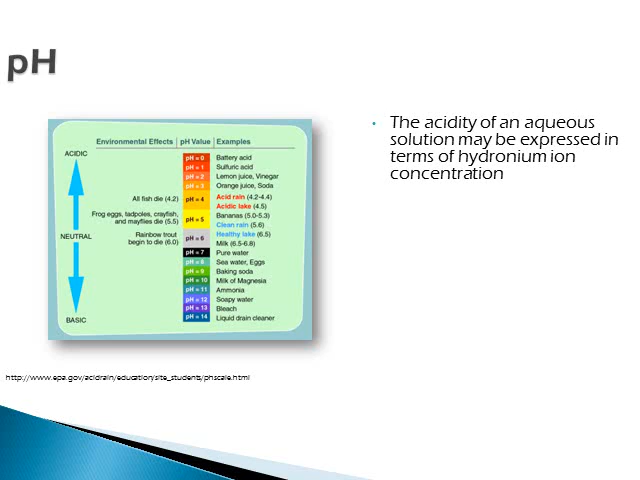 pH
• The acidity of an aqueous
solution may be expressed in
terms of hydronium ion
concentration
Environmental Effects pH Value Examples
ACIDIC
pH = 0 Battery acid
pH = 1 Sulfuric acid
pH = 2 Lemon juice, Vinegar
pH = 3 Orange juice, Soda
All fish die (4.2) pH = 4 Acid rain (4.2-4.4)
Acidic lake (4.5)
Frog eggs, tadpoles, crayfish,
and mayflies die (5.5) pH = 5 Bananas (5.0-5.3)
Clean rain (5.6)
NEUTRAL
Rainbow trout
begin to die (6.0) pH = 6 Healthy lake (6.5)
Milk (6.5-6.8)
pH = 7 Pure water
pH = 8 Sea water, Eggs
pH = 9 Baking soda
pH = 10 Milk of Magnesia
pH = 11 Ammonia
pH = 12 Soapy water
pH = 13 Bleach
pH = 14 Liquid drain cleaner
BASIC
http://www.epa.gov/acidrain/education/site_students/phscale.html